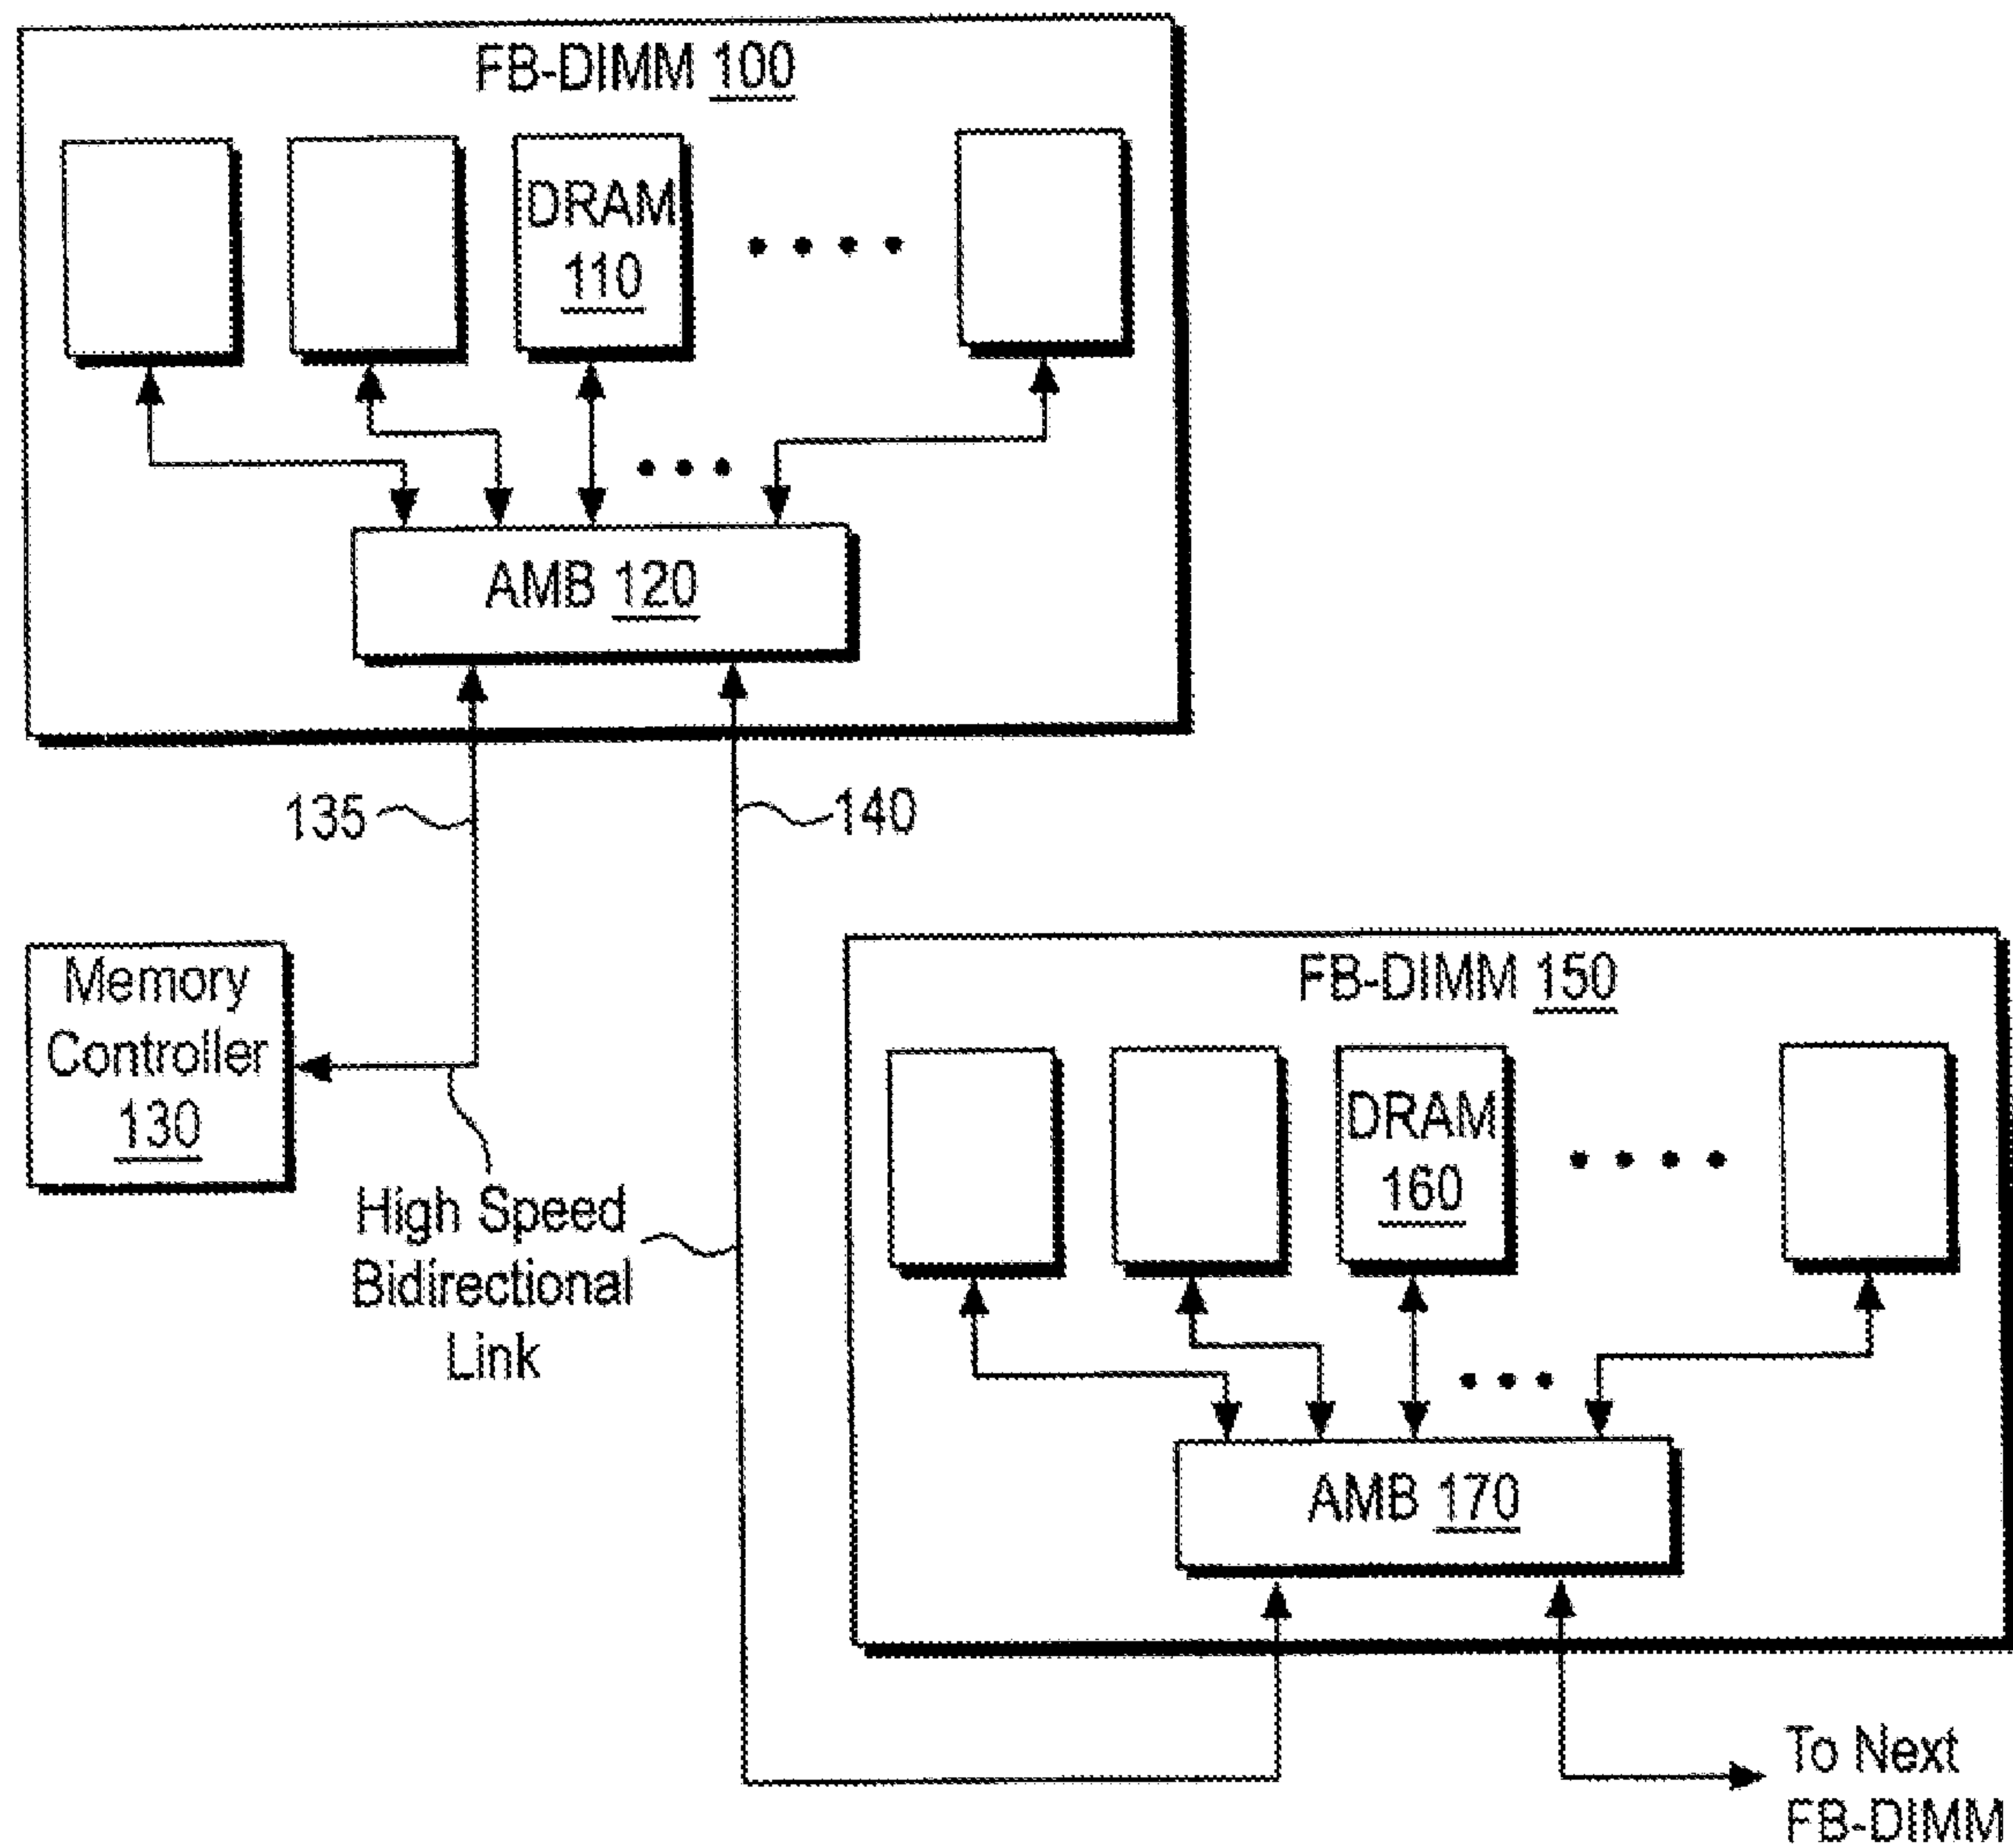 FB-DIMM 100
DRAM
110
AMB 120
135
140
Memory
Controller
130
High Speed
Bidirectional
Link
FB-DIMM 150
DRAM
160
AMB 170
To Next
FB-DIMM